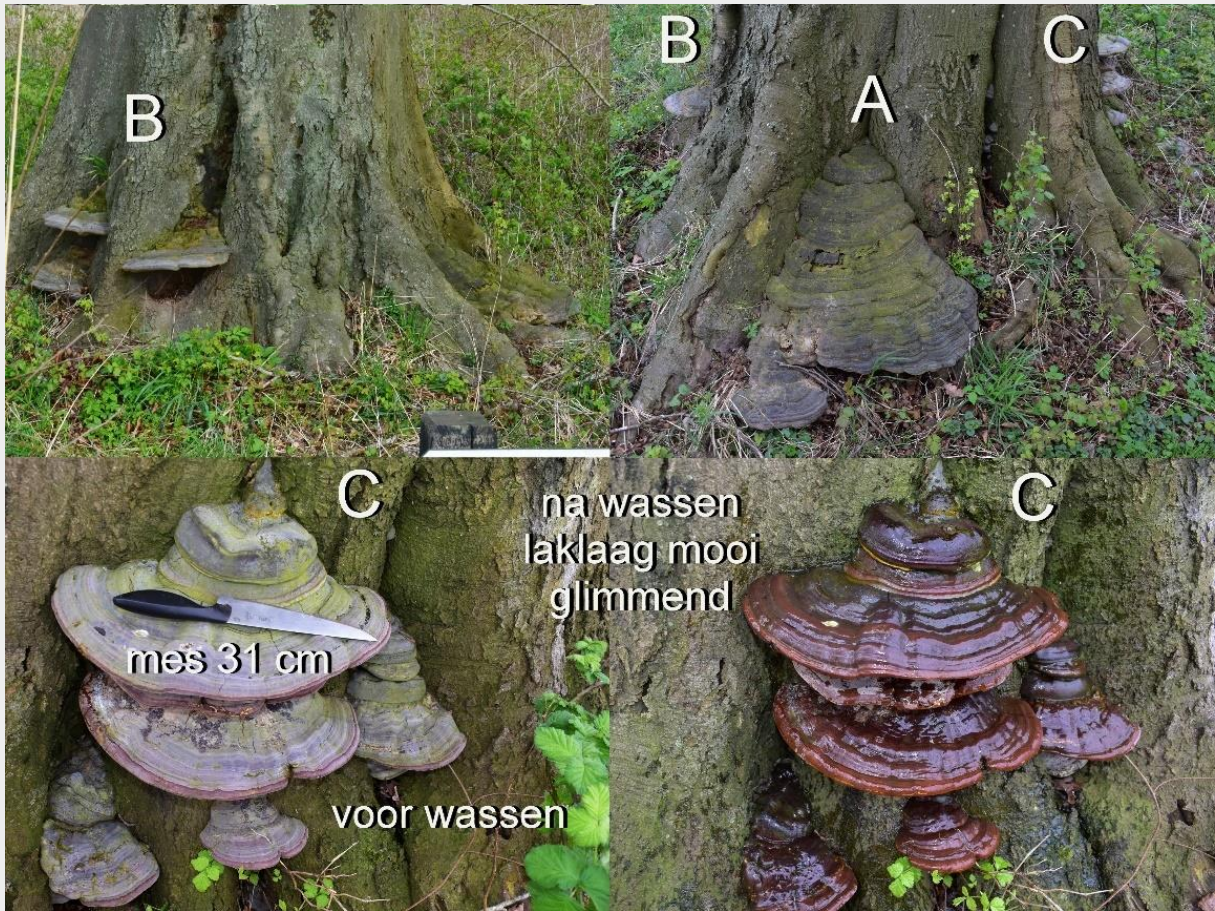 B
B
A
C
C
mes 31 cm
voor wassen
na wassen
laklaag mooi
glimmend
C